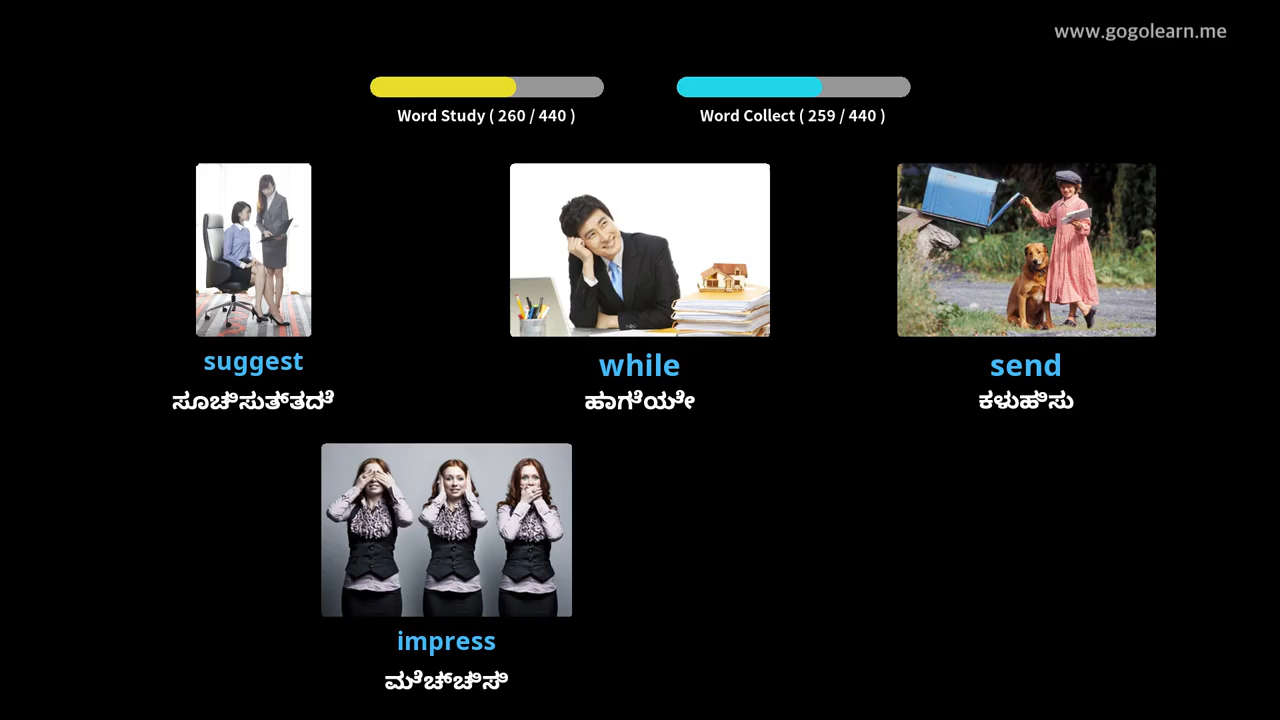 www.gogolearn.me
Word Study ( 260 / 440 )
Word Collect ( 259 / 440 )
suggest
ಸೂಚಿಸುತ್ತದೆ
while
ಹಾಗೆಯೇ
send
ಕಳುಹಿಸು
impress
ಮೆಚ್ಚಿಸಿ